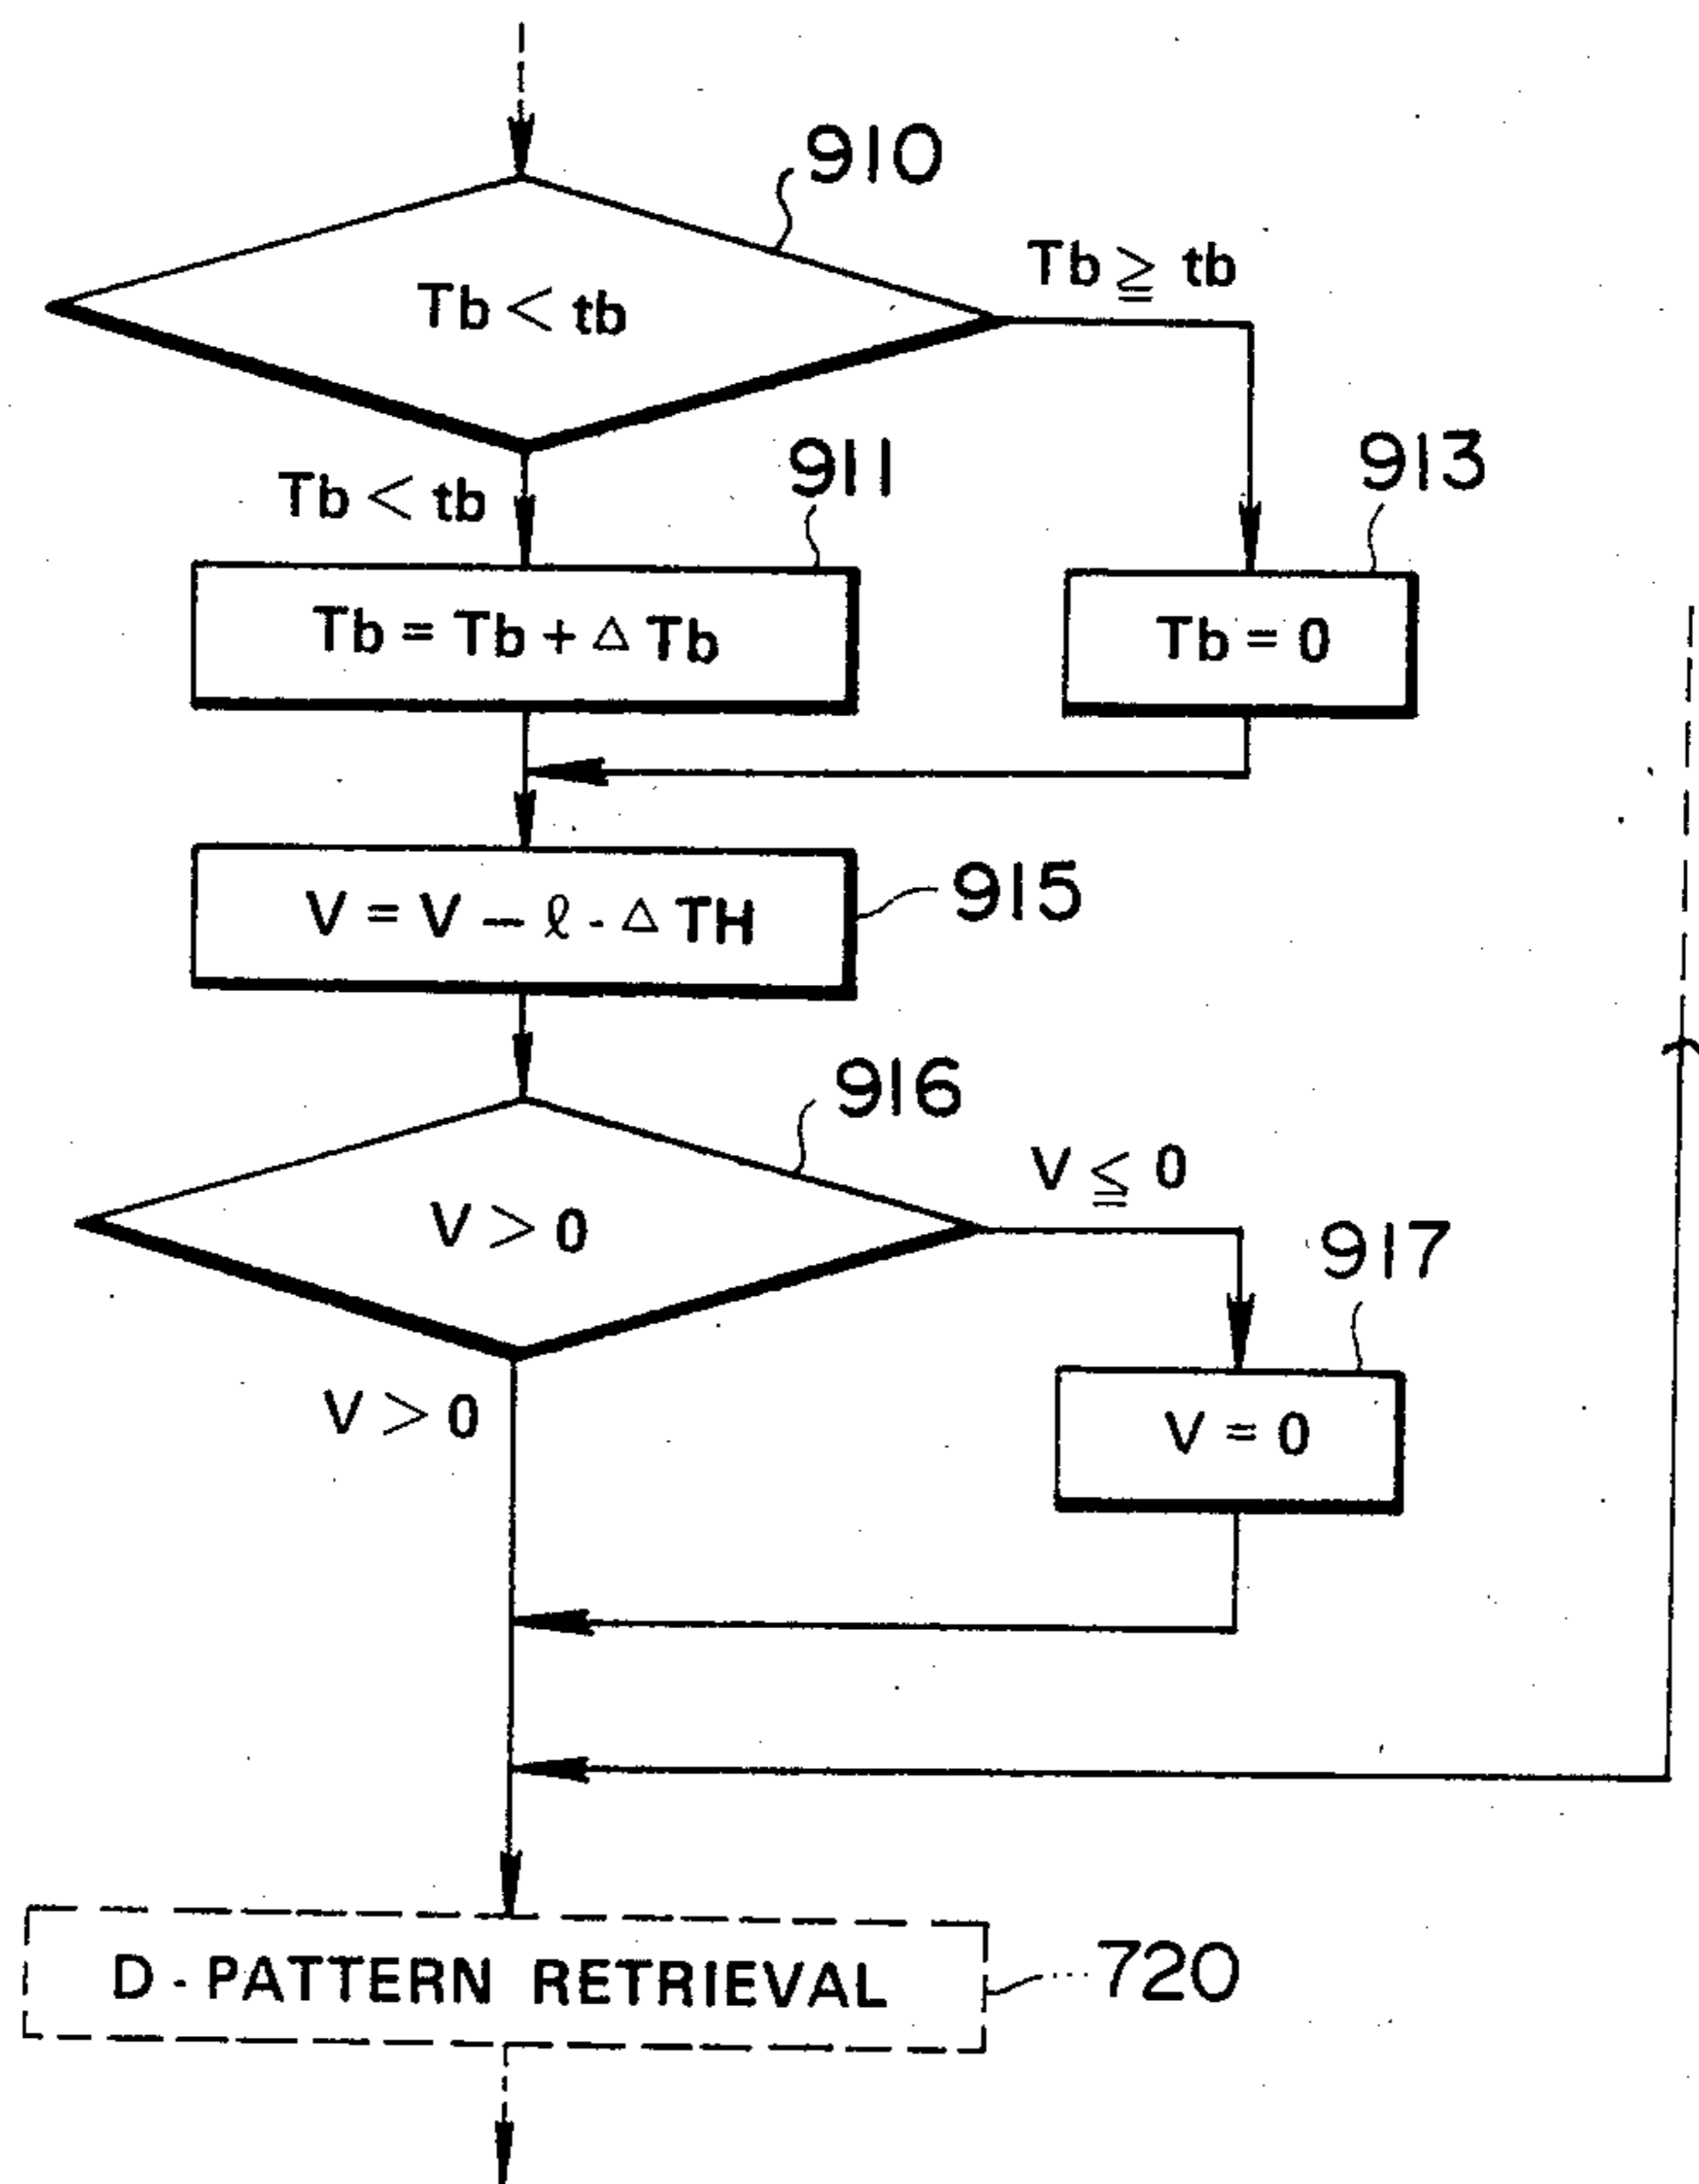 910
Tb < tb
Tb ≧ tb
Tb < tb
911
913
Tb = Tb + △ Tb
Tb = 0
V = V − ℓ · △ TH
915
916
V > 0
V ≦ 0
917
V > 0
V = 0
D - PATTERN RETRIEVAL
720